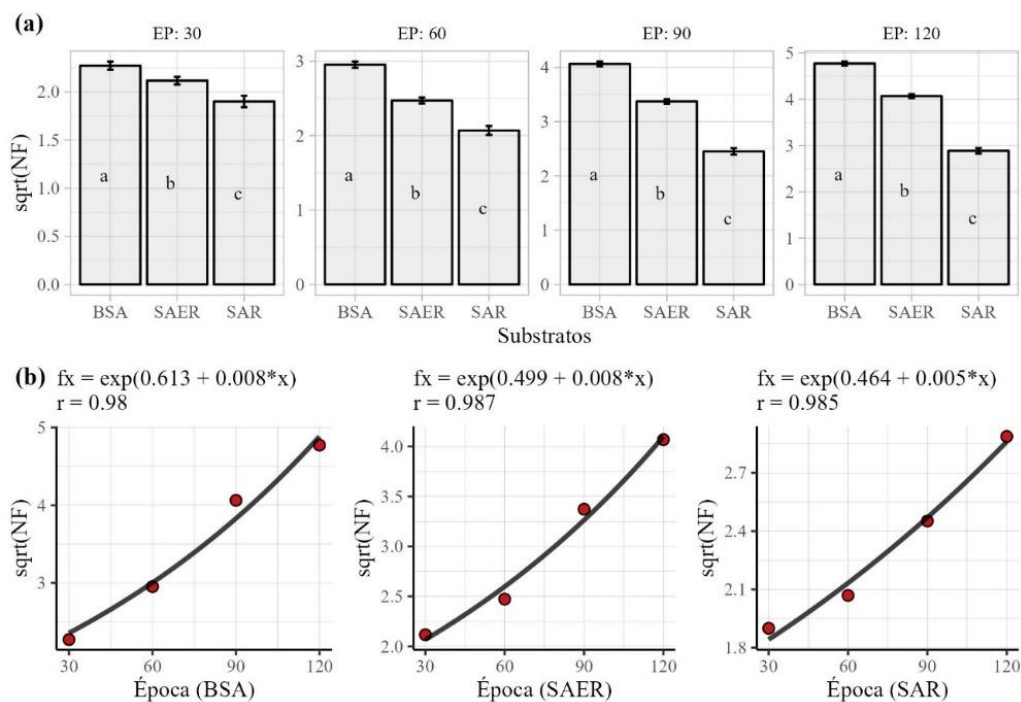 (a)
EP: 30 EP: 60 EP: 90 EP: 120
sqrt(NF)
2.0
1.5
1.0
0.5
0.0
a b c
BSA SAER SAR
3
2
1
0
a b c
BSA SAER SAR
4
3
2
1
0
a b c
BSA SAER SAR
5
4
3
2
1
0
a b c
BSA SAER SAR
Substratos
(b)
fx = exp(0.613 + 0.008*x)
r = 0.98
sqrt(NF)
5
4
3
30 60 90 120
Época (BSA)
fx = exp(0.499 + 0.008*x)
r = 0.987
sqrt(NF)
4.0
3.5
3.0
2.5
2.0
30 60 90 120
Época (SAER)
fx = exp(0.464 + 0.005*x)
r = 0.985
sqrt(NF)
2.7
2.4
2.1
1.8
30 60 90 120
Época (SAR)